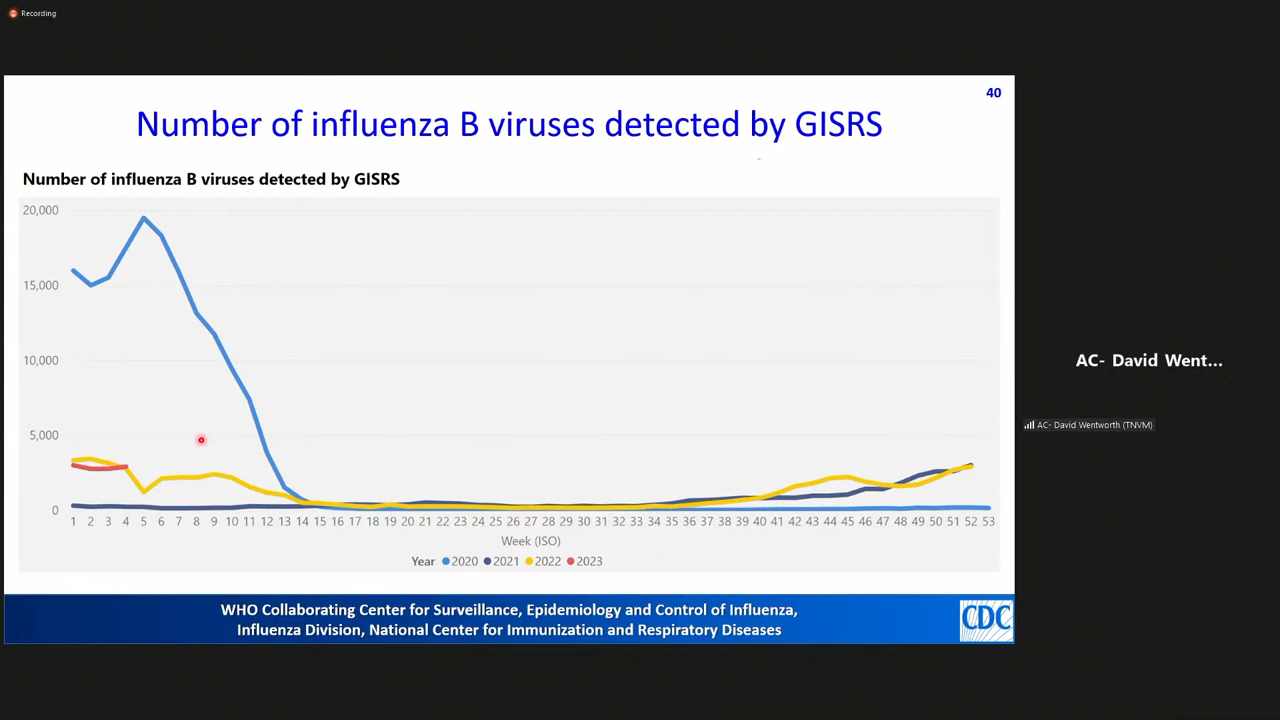 Recording
40
Number of influenza B viruses detected by GISRS
Number of influenza B viruses detected by GISRS
20,000
15,000
10,000
5,000
0
1 2 3 4 5 6 7 8 9 10 11 12 13 14 15 16 17 18 19 20 21 22 23 24 25 26 27 28 29 30 31 32 33 34 35 36 37 38 39 40 41 42 43 44 45 46 47 48 49 50 51 52 53
Week (ISO)
Year 2020 2021 2022 2023
WHO Collaborating Center for Surveillance, Epidemiology and Control of Influenza,
Influenza Division, National Center for Immunization and Respiratory Diseases
CDC
AC- David Went...
AC- David Wentworth (TNVM)